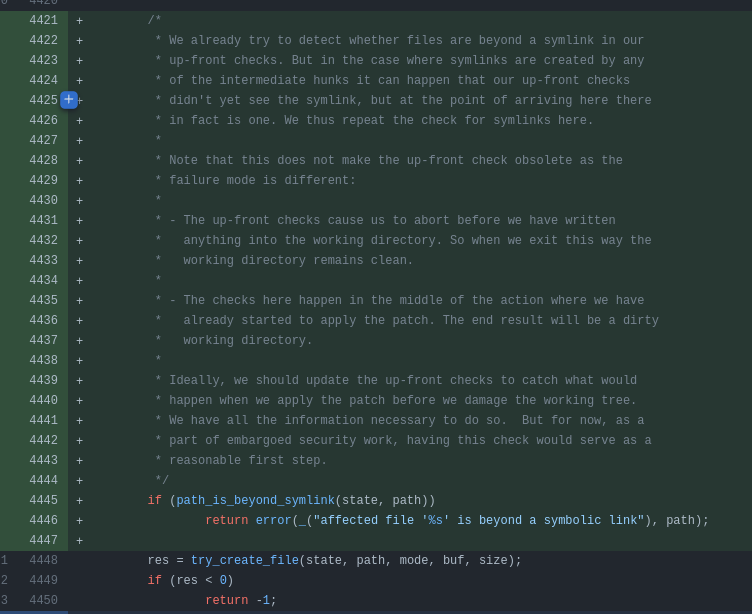 0 4420
4421 + /*
4422 + * We already try to detect whether files are beyond a symlink in our
4423 + * up-front checks. But in the case where symlinks are created by any
4424 + * of the intermediate hunks it can happen that our up-front checks
4425 + * didn't yet see the symlink, but at the point of arriving here there
4426 + * in fact is one. We thus repeat the check for symlinks here.
4427 + *
4428 + * Note that this does not make the up-front check obsolete as the
4429 + * failure mode is different:
4430 + *
4431 + * - The up-front checks cause us to abort before we have written
4432 + *   anything into the working directory. So when we exit this way the
4433 + *   working directory remains clean.
4434 + *
4435 + * - The checks here happen in the middle of the action where we have
4436 + *   already started to apply the patch. The end result will be a dirty
4437 + *   working directory.
4438 + *
4439 + * Ideally, we should update the up-front checks to catch what would
4440 + * happen when we apply the patch before we damage the working tree.
4441 + * We have all the information necessary to do so.  But for now, as a
4442 + * part of embargoed security work, having this check would serve as a
4443 + * reasonable first step.
4444 + */
4445 + if (path_is_beyond_symlink(state, path))
4446 + return error(_("affected file '%s' is beyond a symbolic link"), path);
4447 +
1 4448 res = try_create_file(state, path, mode, buf, size);
2 4449 if (res < 0)
3 4450 return -1;